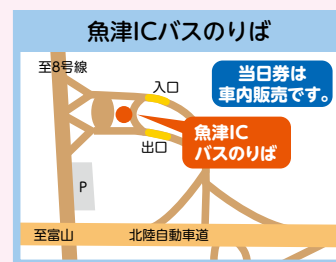 魚津ICバスのりば
至8号線
入口
当日券は
車内販売です。
魚津IC
バスのりば
出口
P
至富山
北陸自動車道